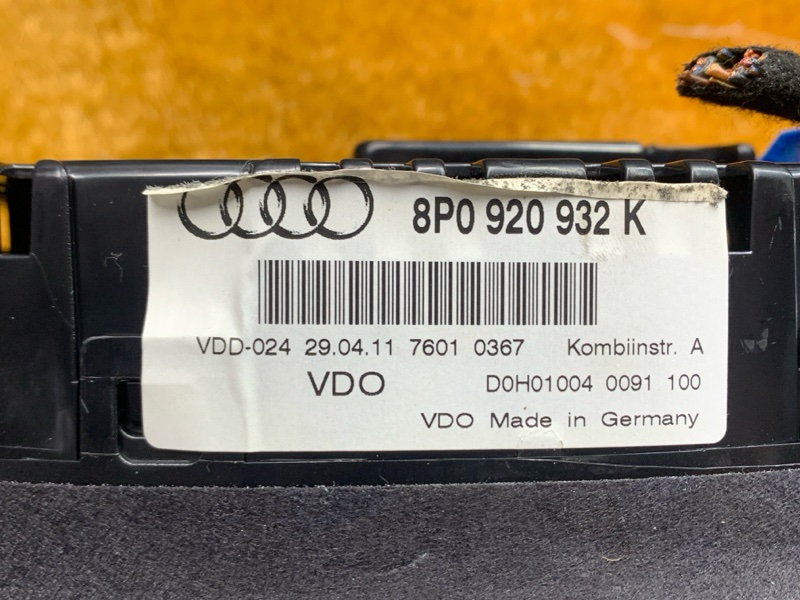 8P0 920 932 K
VDD-024 29.04.11 7601 0367 Kombiinstr. A
VDO D0H01004 0091 100
VDO Made in Germany